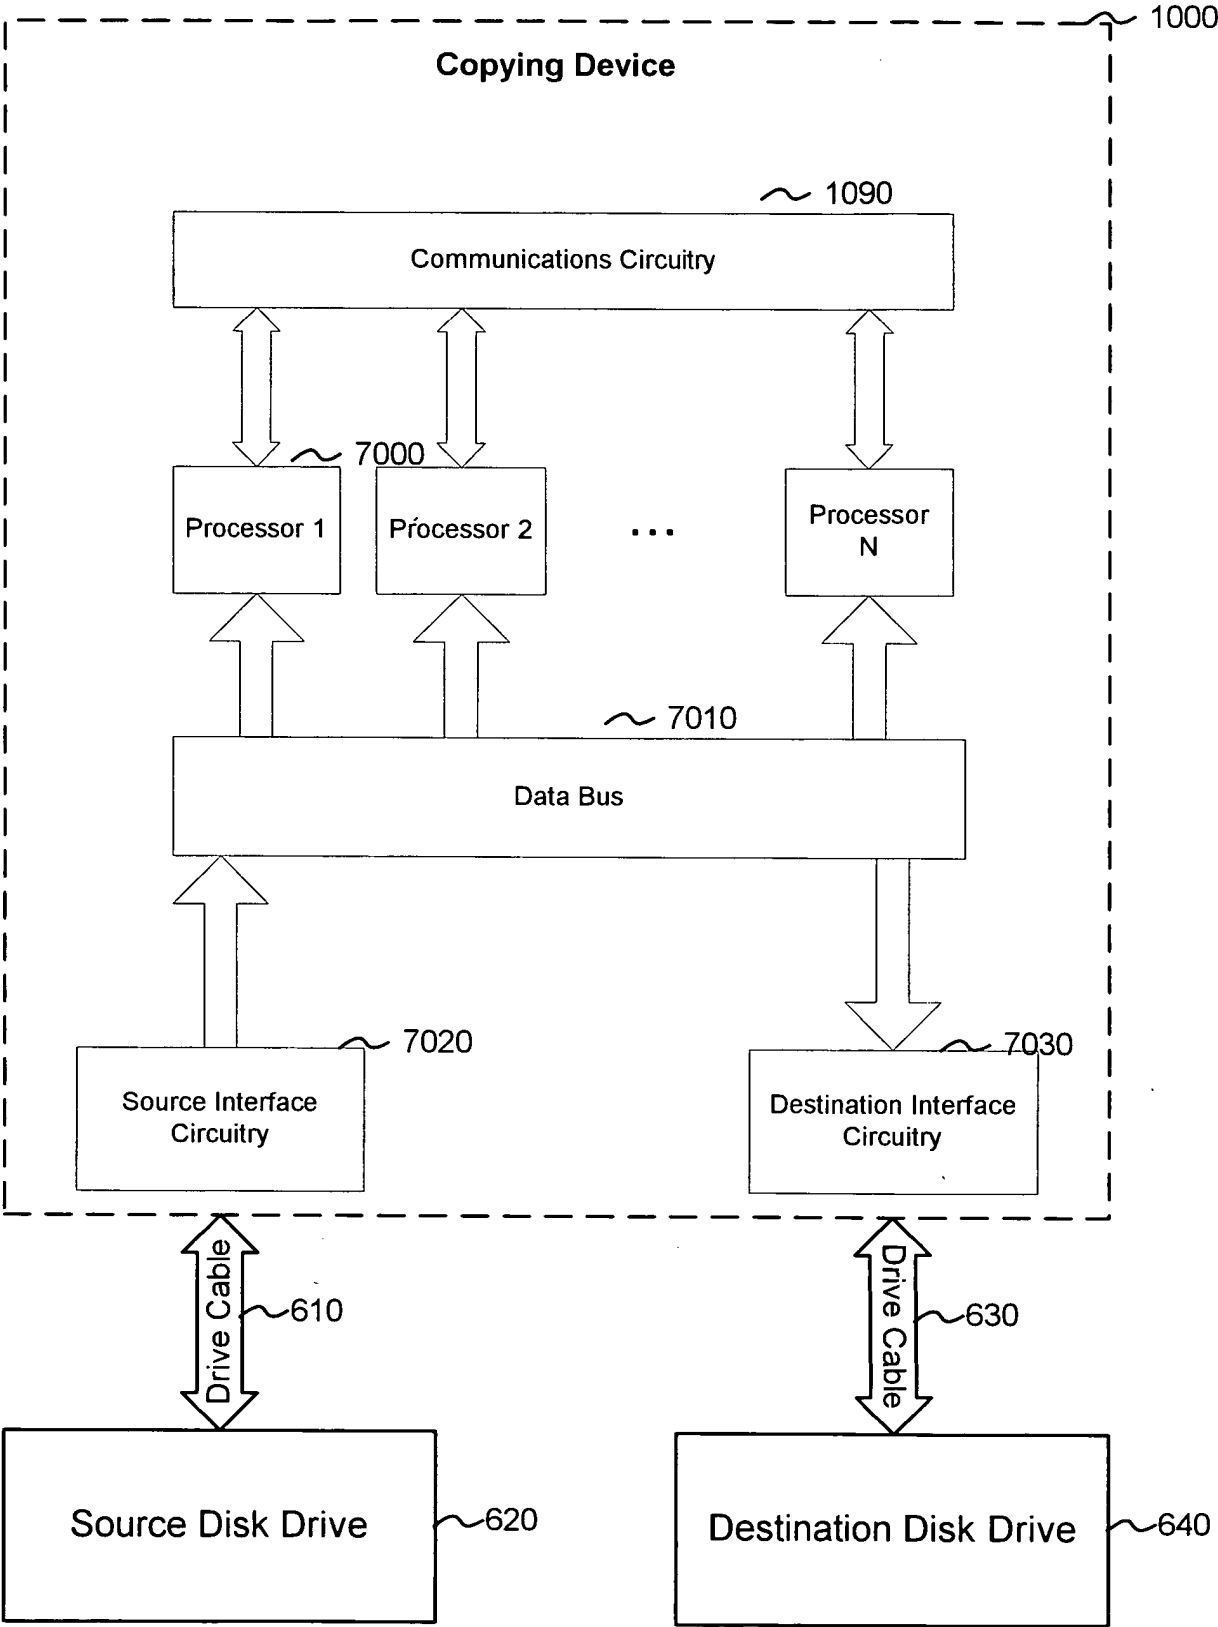 1000
Copying Device
1090
Communications Circuitry
7000
Processor 1
Processor 2
...
Processor
N
7010
Data Bus
7020
Source Interface
Circuitry
7030
Destination Interface
Circuitry
Drive Cable
610
Drive Cable
630
Source Disk Drive
620
Destination Disk Drive
640